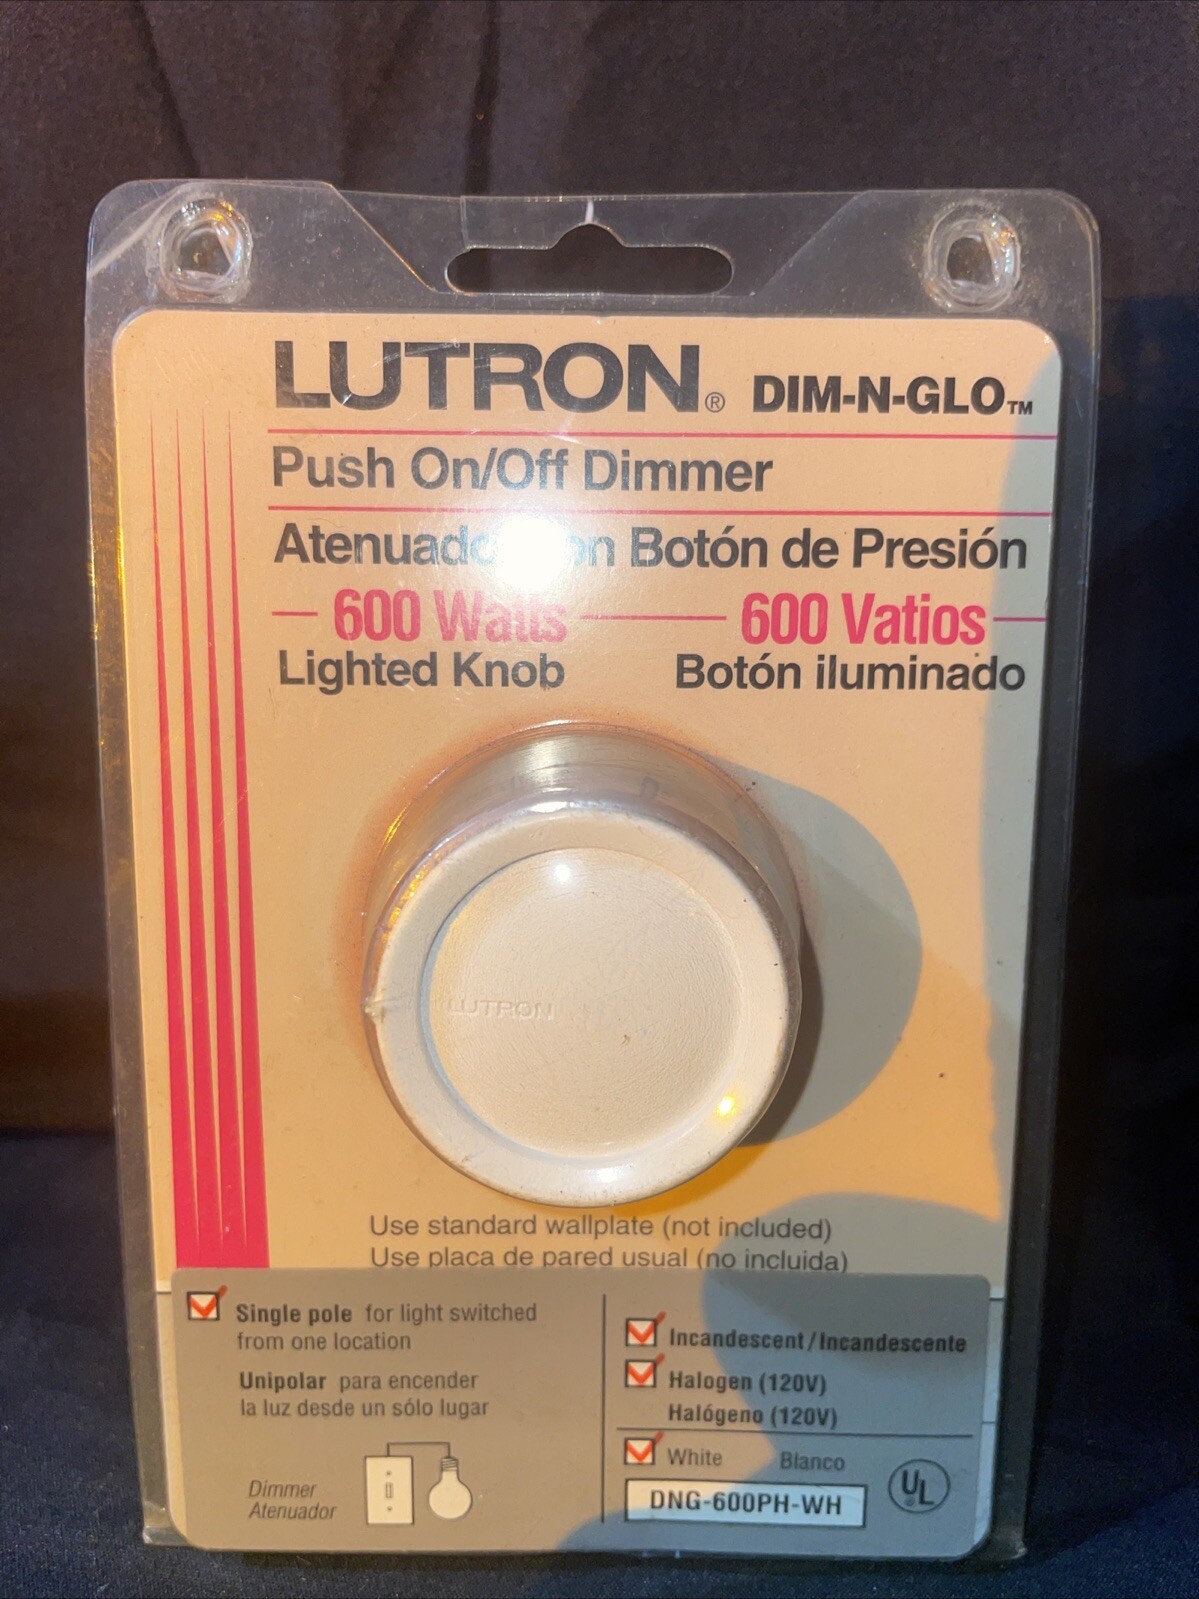 LUTRON® DIM-N-GLO™
Push On/Off Dimmer
Botón de Presión
600 Watts 600 Vatios
Lighted Knob Botón iluminado
LUTRON
Use standard wallplate (not included)
Use placa de pared usual (no incluida)
Single pole for light switched
from one location
Unipolar para encender
la luz desde un sólo lugar
Dimmer
Atenuador
Incandescent/Incandescente
Halogen (120V)
Halógeno (120V)
White Blanco
DNG-600PH-WH
UL